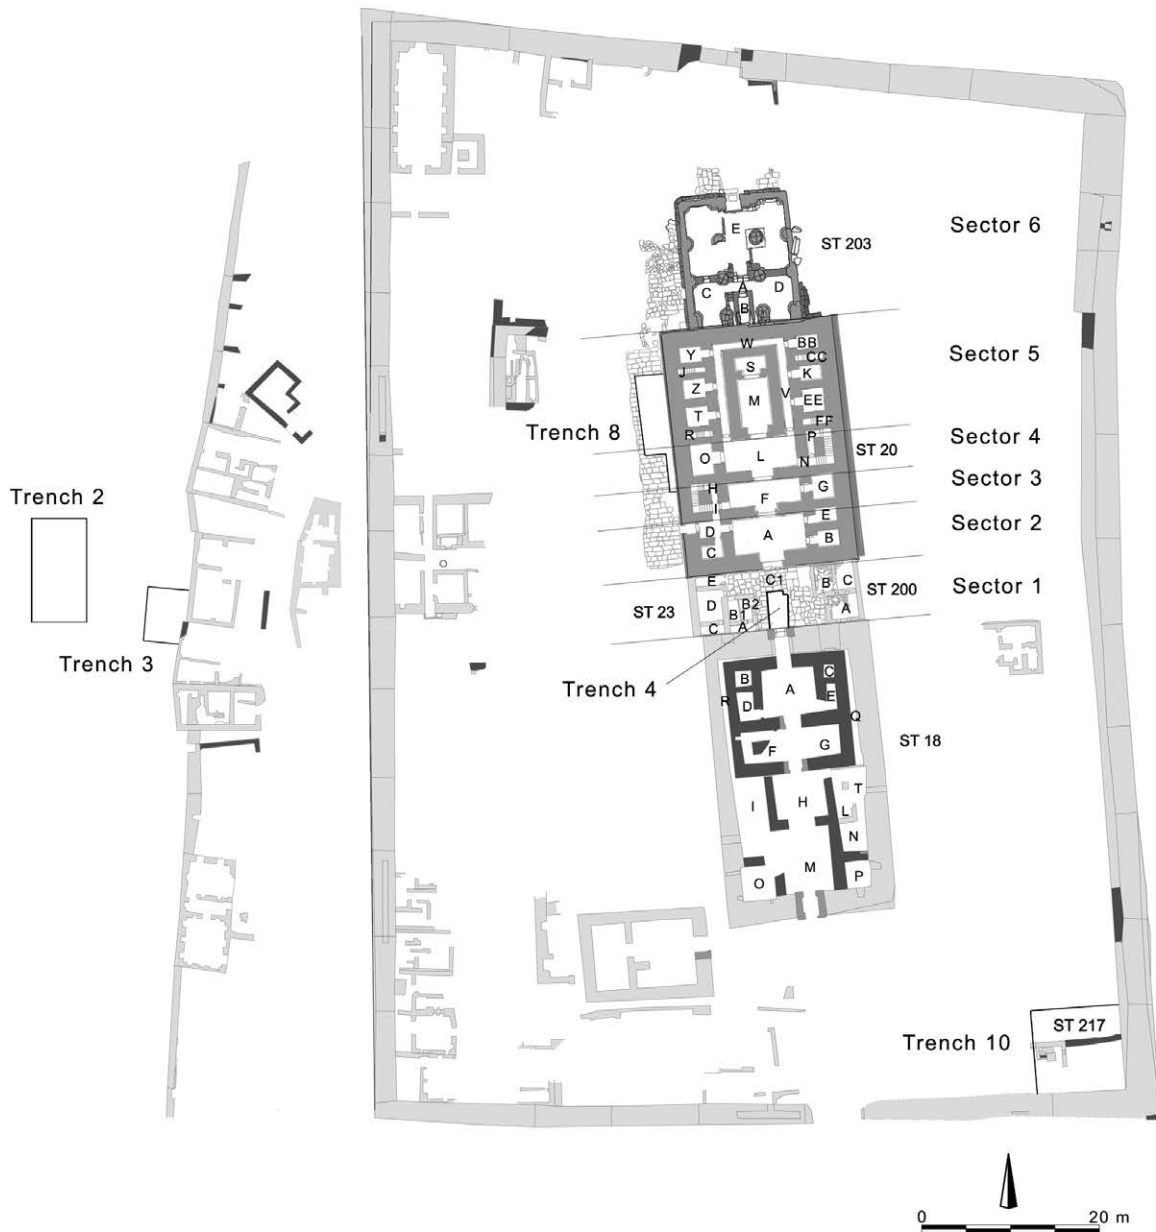 Sector 6
E
ST 203
C A D
B
Sector 5
W
BB
Y
CC
S
J
K
Z
M
V
EE
T
FF
Trench 8
R
P
Sector 4
O
L
N
ST 20
Sector 3
H
G
F
I
E
Sector 2
D
A
B
C
Trench 2
E
C1
B
C
ST 200
Sector 1
D
B2
B1
A
ST 23
C
A
Trench 3
Trench 4
B
C
A
E
R
D
Q
F
G
ST 18
T
I
H
L
N
M
O
P
ST 217
Trench 10
0 20 m